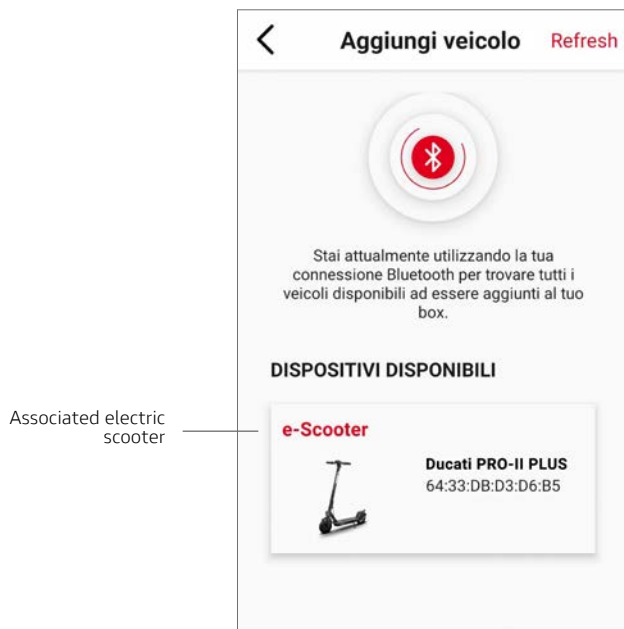 Aggiungi veicolo Refresh
Stai attualmente utilizzando la tua
connessione Bluetooth per trovare tutti i
veicoli disponibili ad essere aggiunti al tuo
box.
DISPOSITIVI DISPONIBILI
Associated electric
scooter
e-Scooter
Ducati PRO-II PLUS
64:33:DB:D3:D6:B5